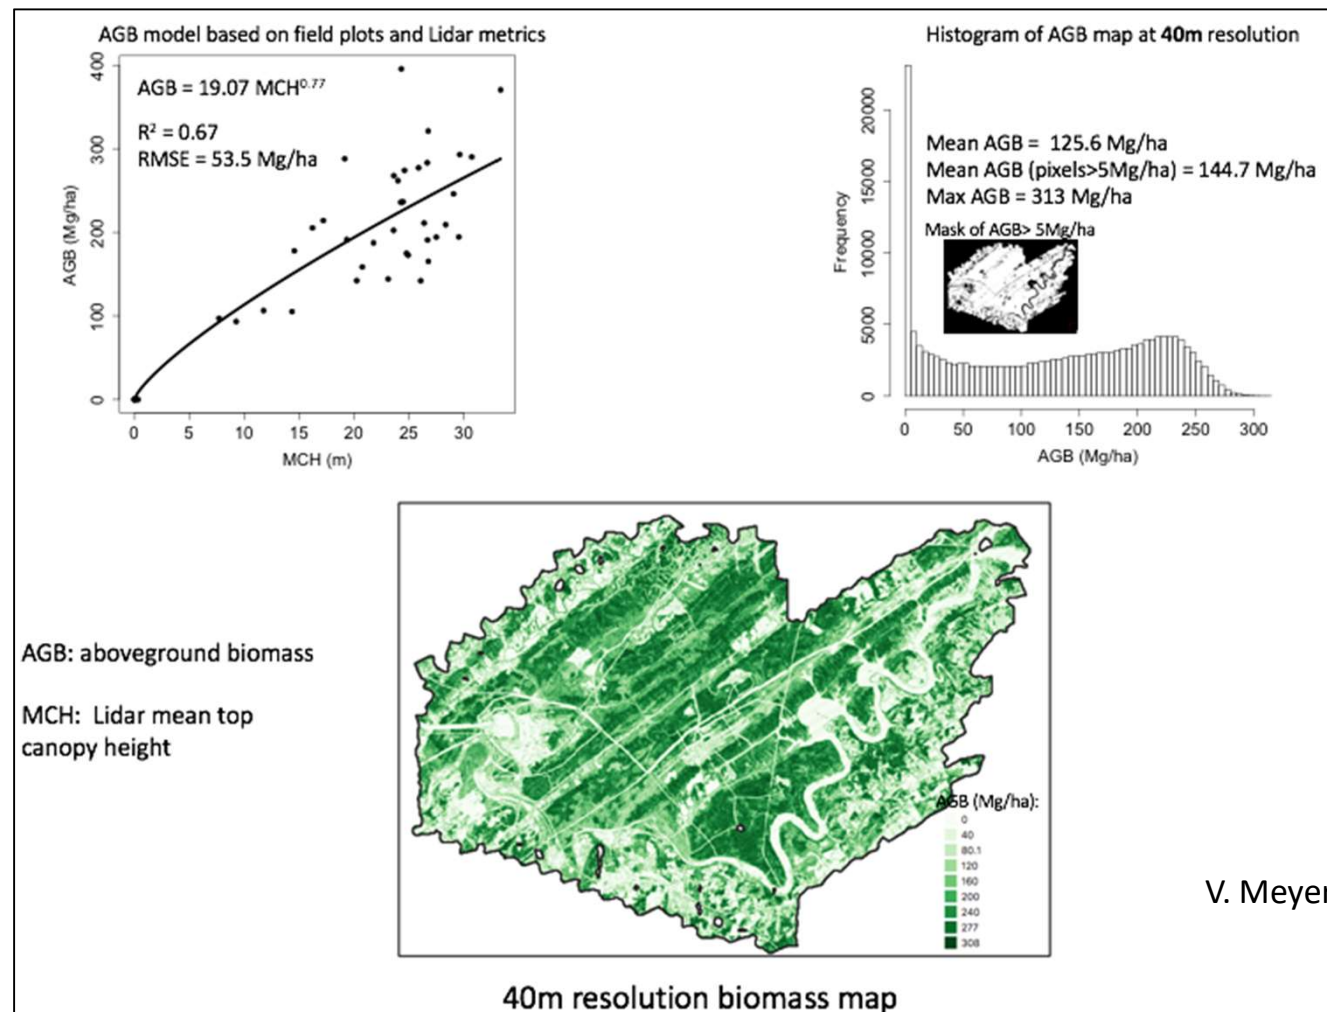 AGB model based on field plots and Lidar metrics
AGB = 19.07 MCH^0.77
R² = 0.67
RMSE = 53.5 Mg/ha
AGB (Mg/ha)
400
300
200
100
0
0 5 10 15 20 25 30
MCH (m)
Histogram of AGB map at 40m resolution
Mean AGB = 125.6 Mg/ha
Mean AGB (pixels>5Mg/ha) = 144.7 Mg/ha
Max AGB = 313 Mg/ha
Mask of AGB> 5Mg/ha
Frequency
20000
15000
10000
5000
0
0 50 100 150 200 250 300
AGB (Mg/ha)
AGB: aboveground biomass
MCH: Lidar mean top
canopy height
AGB (Mg/ha):
0
40
80.1
120
160
200
240
277
308
V. Meyer
40m resolution biomass map